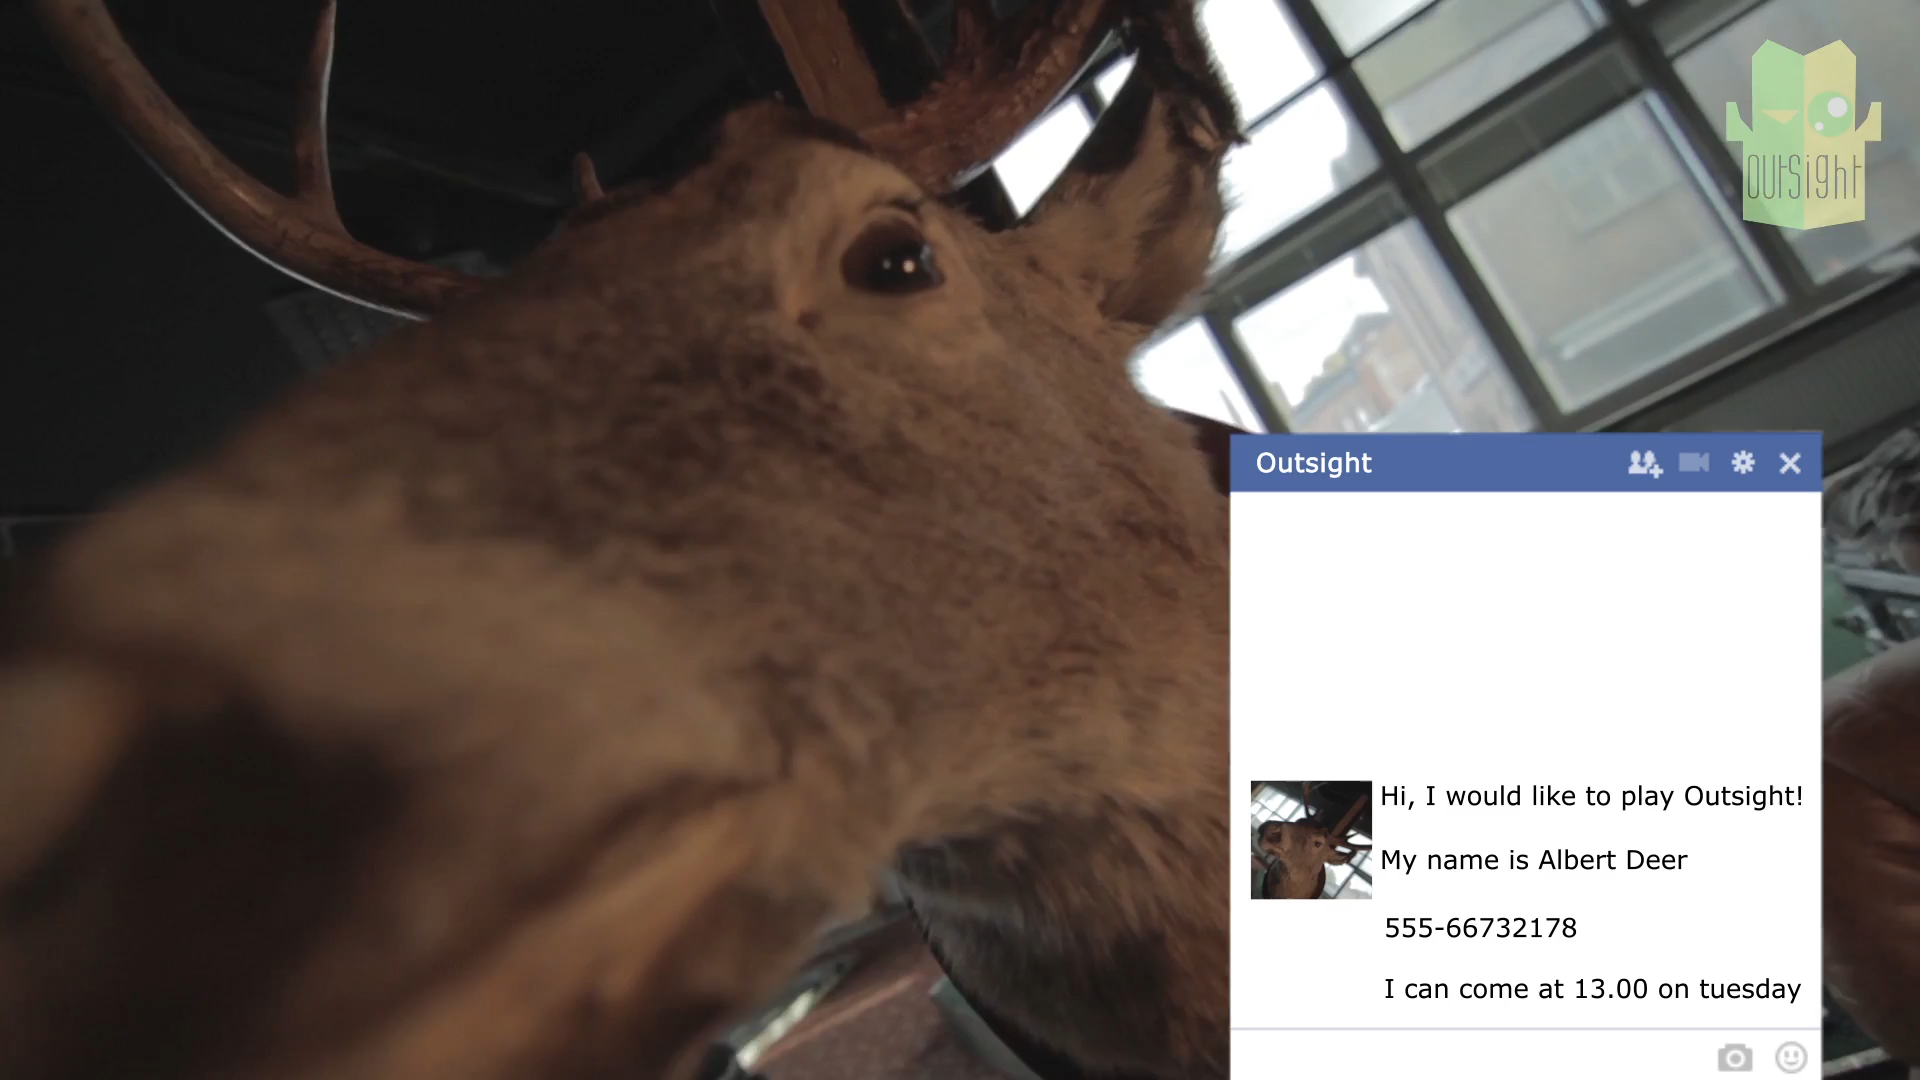 OutSight
Outsight
Hi, I would like to play Outsight!
My name is Albert Deer
555-66732178
I can come at 13.00 on tuesday